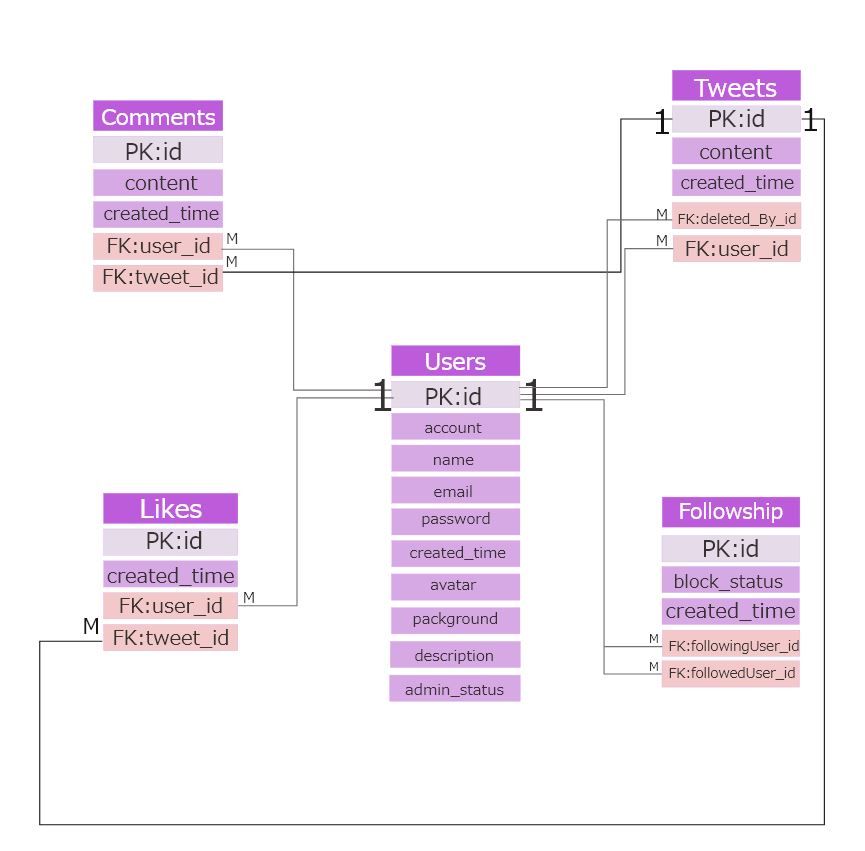 Comments
PK:id
content
created_time
FK:user_id
M
FK:tweet_id
M
Tweets
1
PK:id
1
content
created_time
M
FK:deleted_By_id
M
FK:user_id
Users
1
PK:id
1
account
name
email
password
created_time
avatar
packground
description
admin_status
Likes
PK:id
created_time
FK:user_id
M
M
FK:tweet_id
Followship
PK:id
block_status
created_time
M
FK:followingUser_id
M
FK:followedUser_id